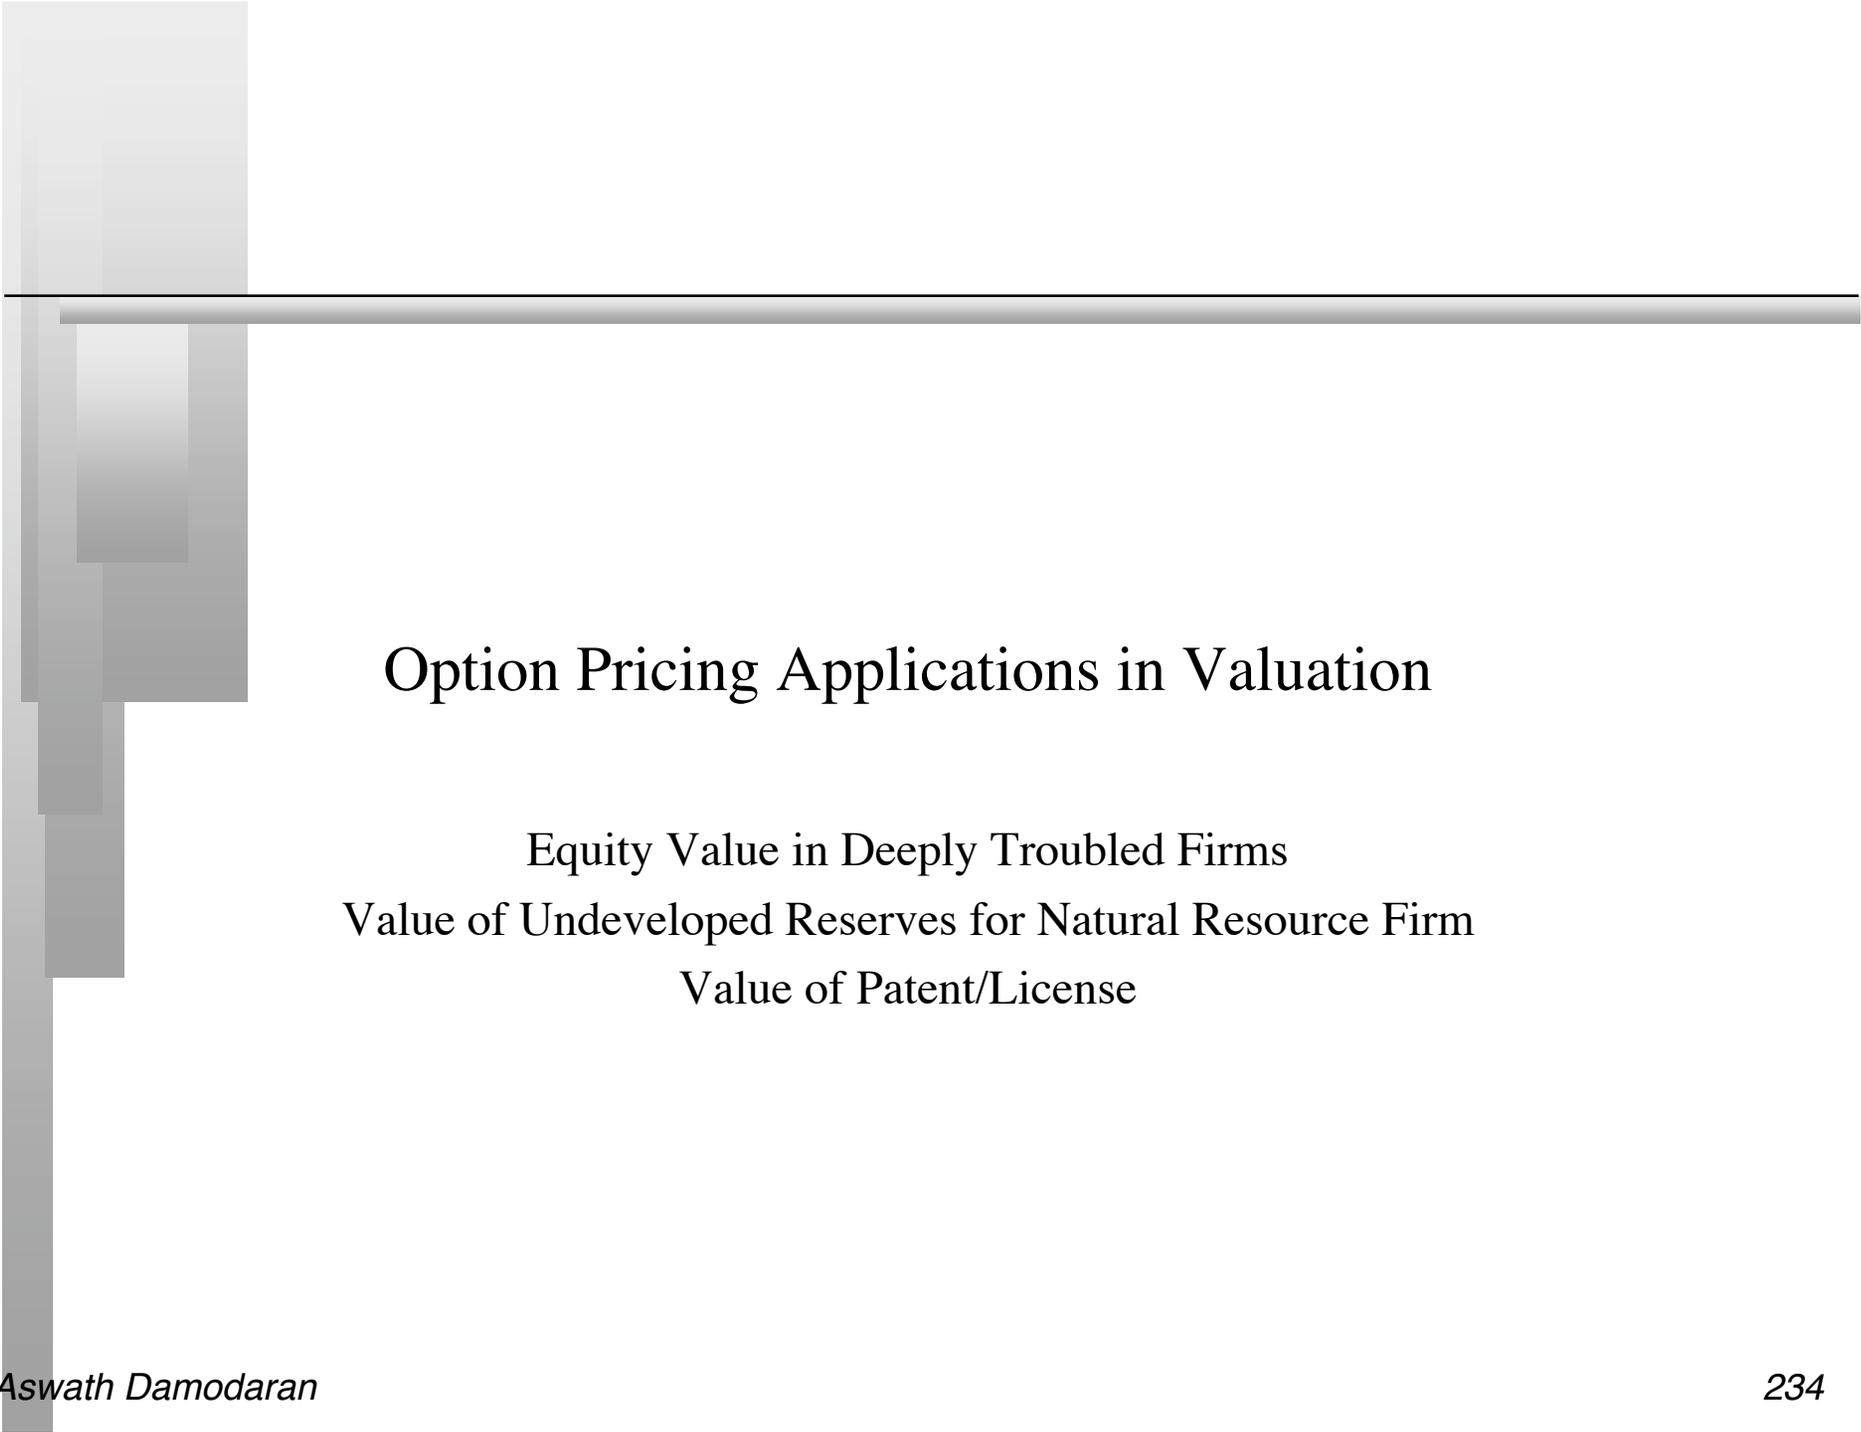 Option Pricing Applications in Valuation
Equity Value in Deeply Troubled Firms
Value of Undeveloped Reserves for Natural Resource Firm
Value of Patent/License
Aswath Damodaran
234